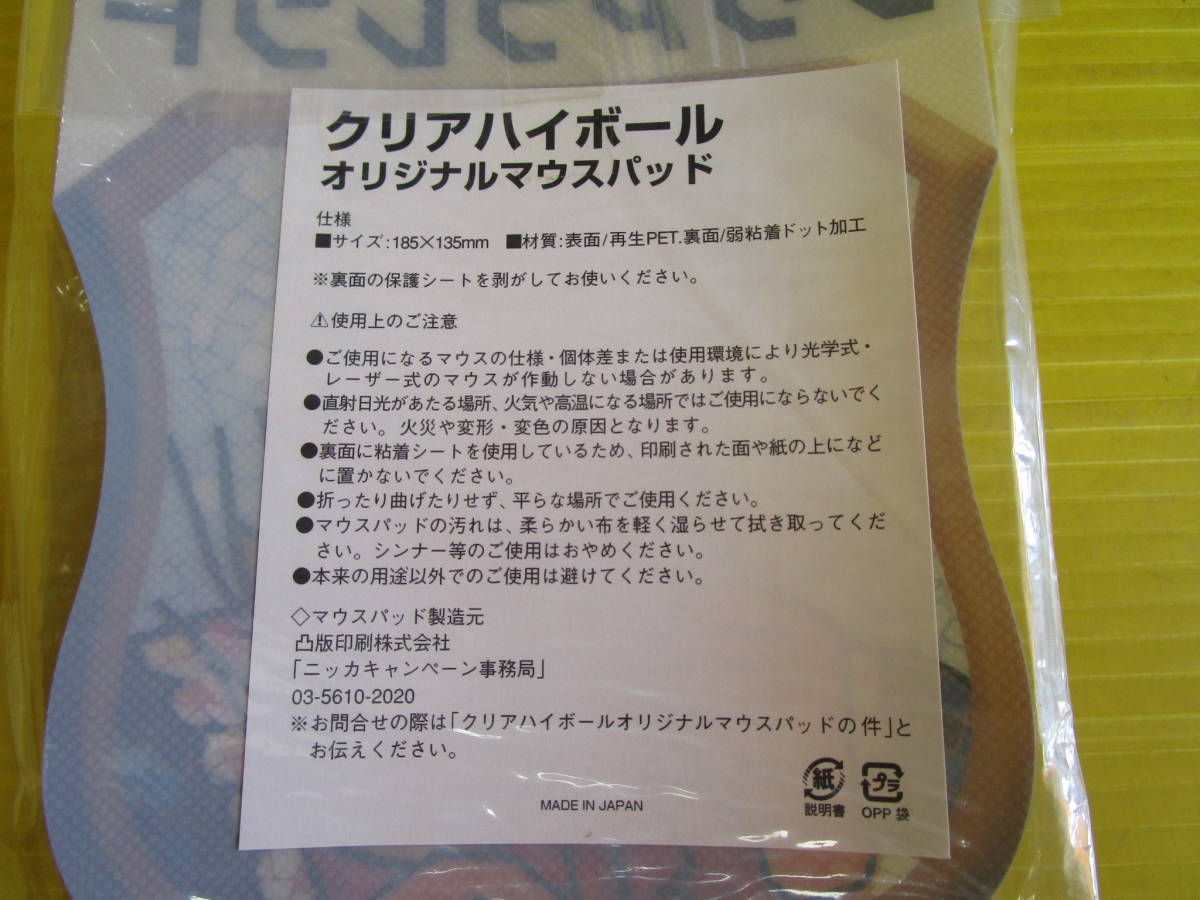 クリアハイボール
オリジナルマウスパッド
仕様
■サイズ:185×135mm ■材質:表面/再生PET.裏面/弱粘着ドット加工
※裏面の保護シートを剥がしてお使いください。
⚠使用上のご注意
●ご使用になるマウスの仕様・個体差または使用環境により光学式・
レーザー式のマウスが作動しない場合があります。
●直射日光があたる場所、火気や高温になる場所ではご使用にならないでく
ださい。火災や変形・変色の原因となります。
●裏面に粘着シートを使用しているため、印刷された面や紙の上になど
に置かないでください。
●折ったり曲げたりせず、平らな場所でご使用ください。
●マウスパッドの汚れは、柔らかい布を軽く湿らせて拭き取ってくだ
さい。シンナー等のご使用はおやめください。
●本来の用途以外でのご使用は避けてください。
◇マウスパッド製造元
凸版印刷株式会社
「ニッカキャンペーン事務局」
03-5610-2020
※お問合せの際は「クリアハイボールオリジナルマウスパッドの件」と
お伝えください。
紙 プラ
説明書 OPP 袋
MADE IN JAPAN